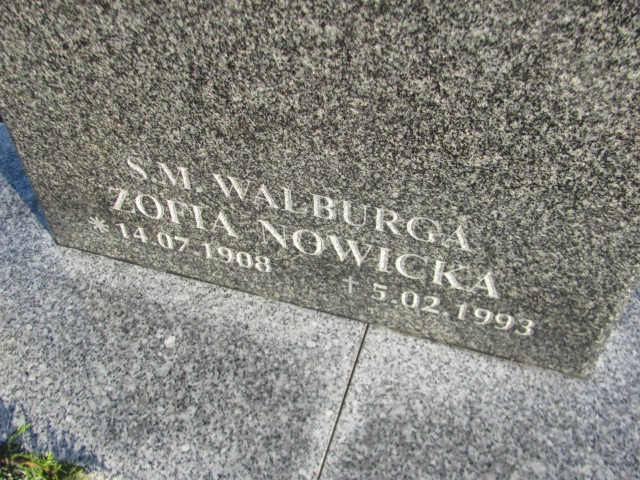 S.M. WALBURGA
ZOFIA NOWICKA
* 14.07.1908 † 5.02.1993